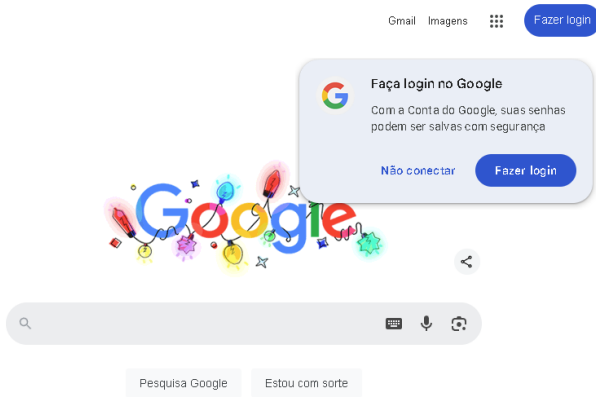 Gmail Imagens Fazer login
Faça login no Google
Com a Conta do Google, suas senhas
podem ser salvas com segurança
Não conectar Fazer login
Google
Pesquisa Google Estou com sorte